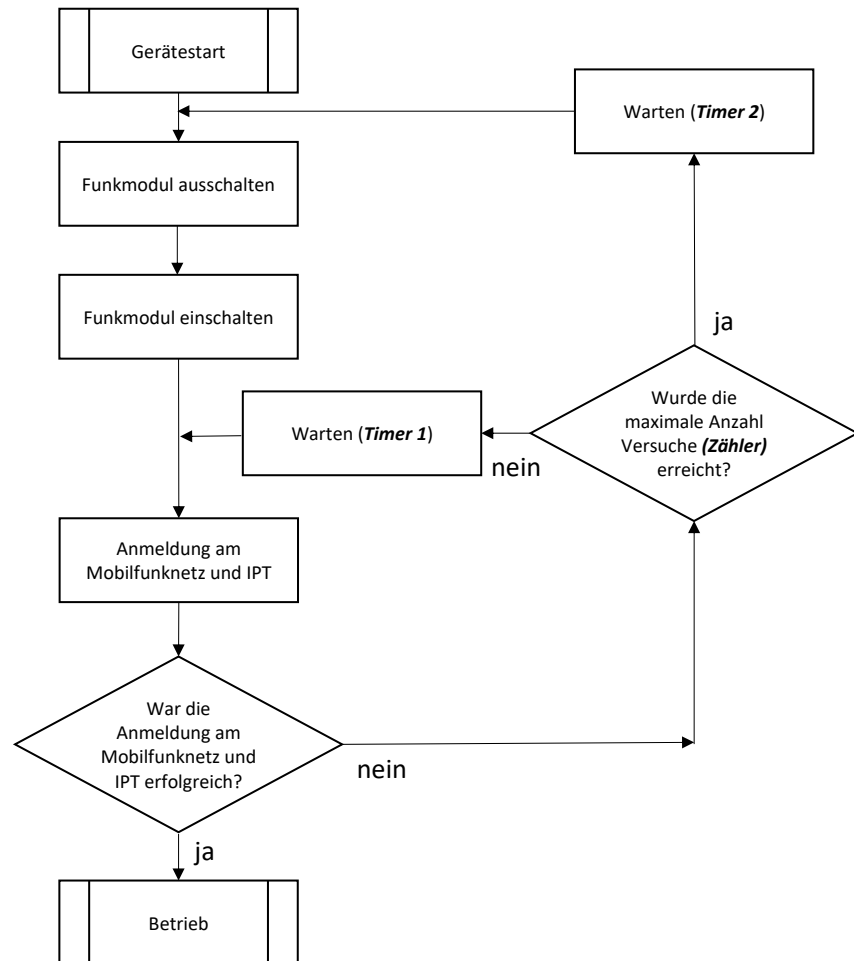 Gerätestart
Warten (Timer 2)
Funkmodul ausschalten
Funkmodul einschalten
ja
Warten (Timer 1)
nein
Wurde die
maximale Anzahl
Versuche (Zähler)
erreicht?
Anmeldung am
Mobilfunknetz und IPT
War die
Anmeldung am
Mobilfunknetz und
IPT erfolgreich?
nein
ja
Betrieb